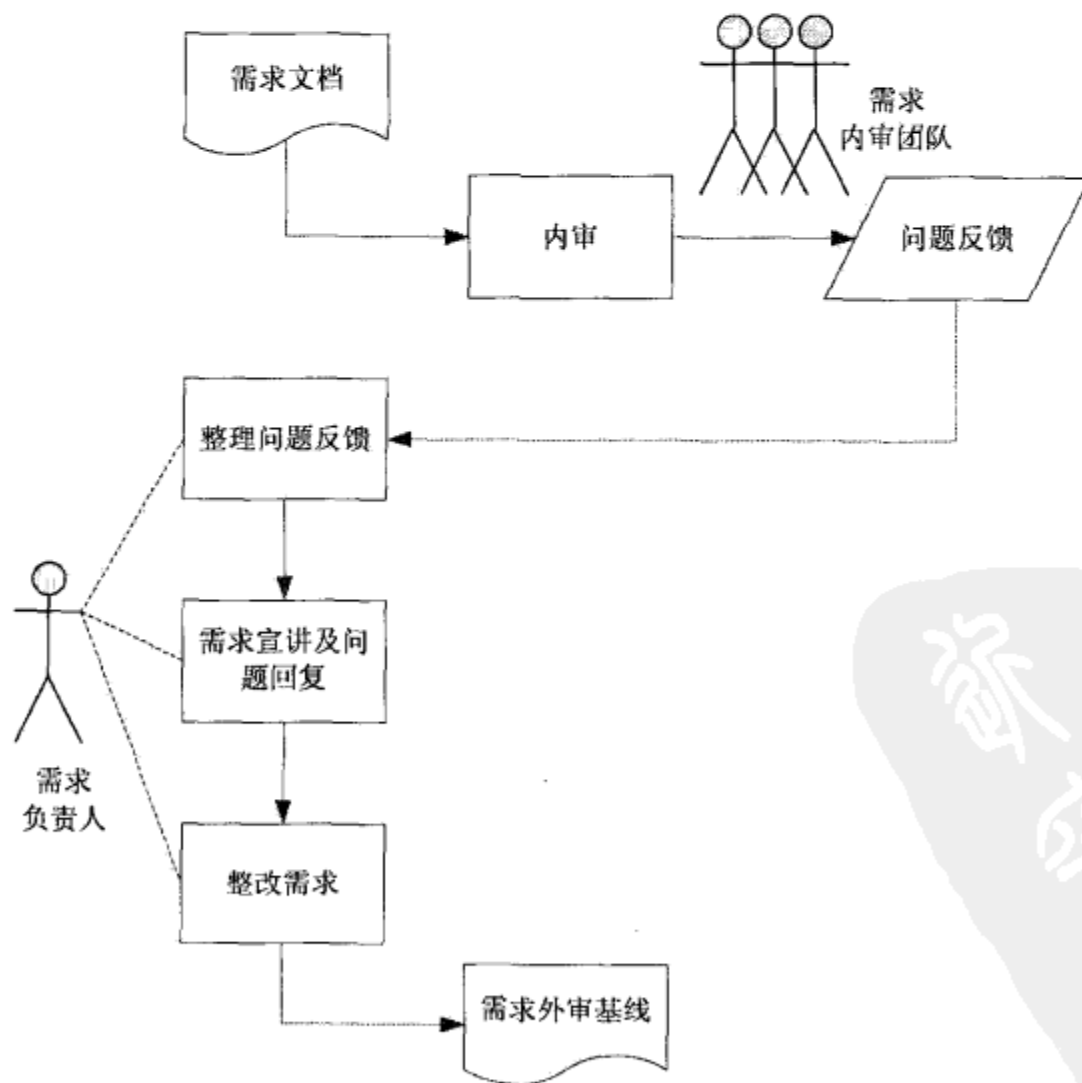 需求文档
需求
内审团队
内审
问题反馈
整理问题反馈
需求宣讲及问
题回复
需求
负责人
整改需求
需求外审基线